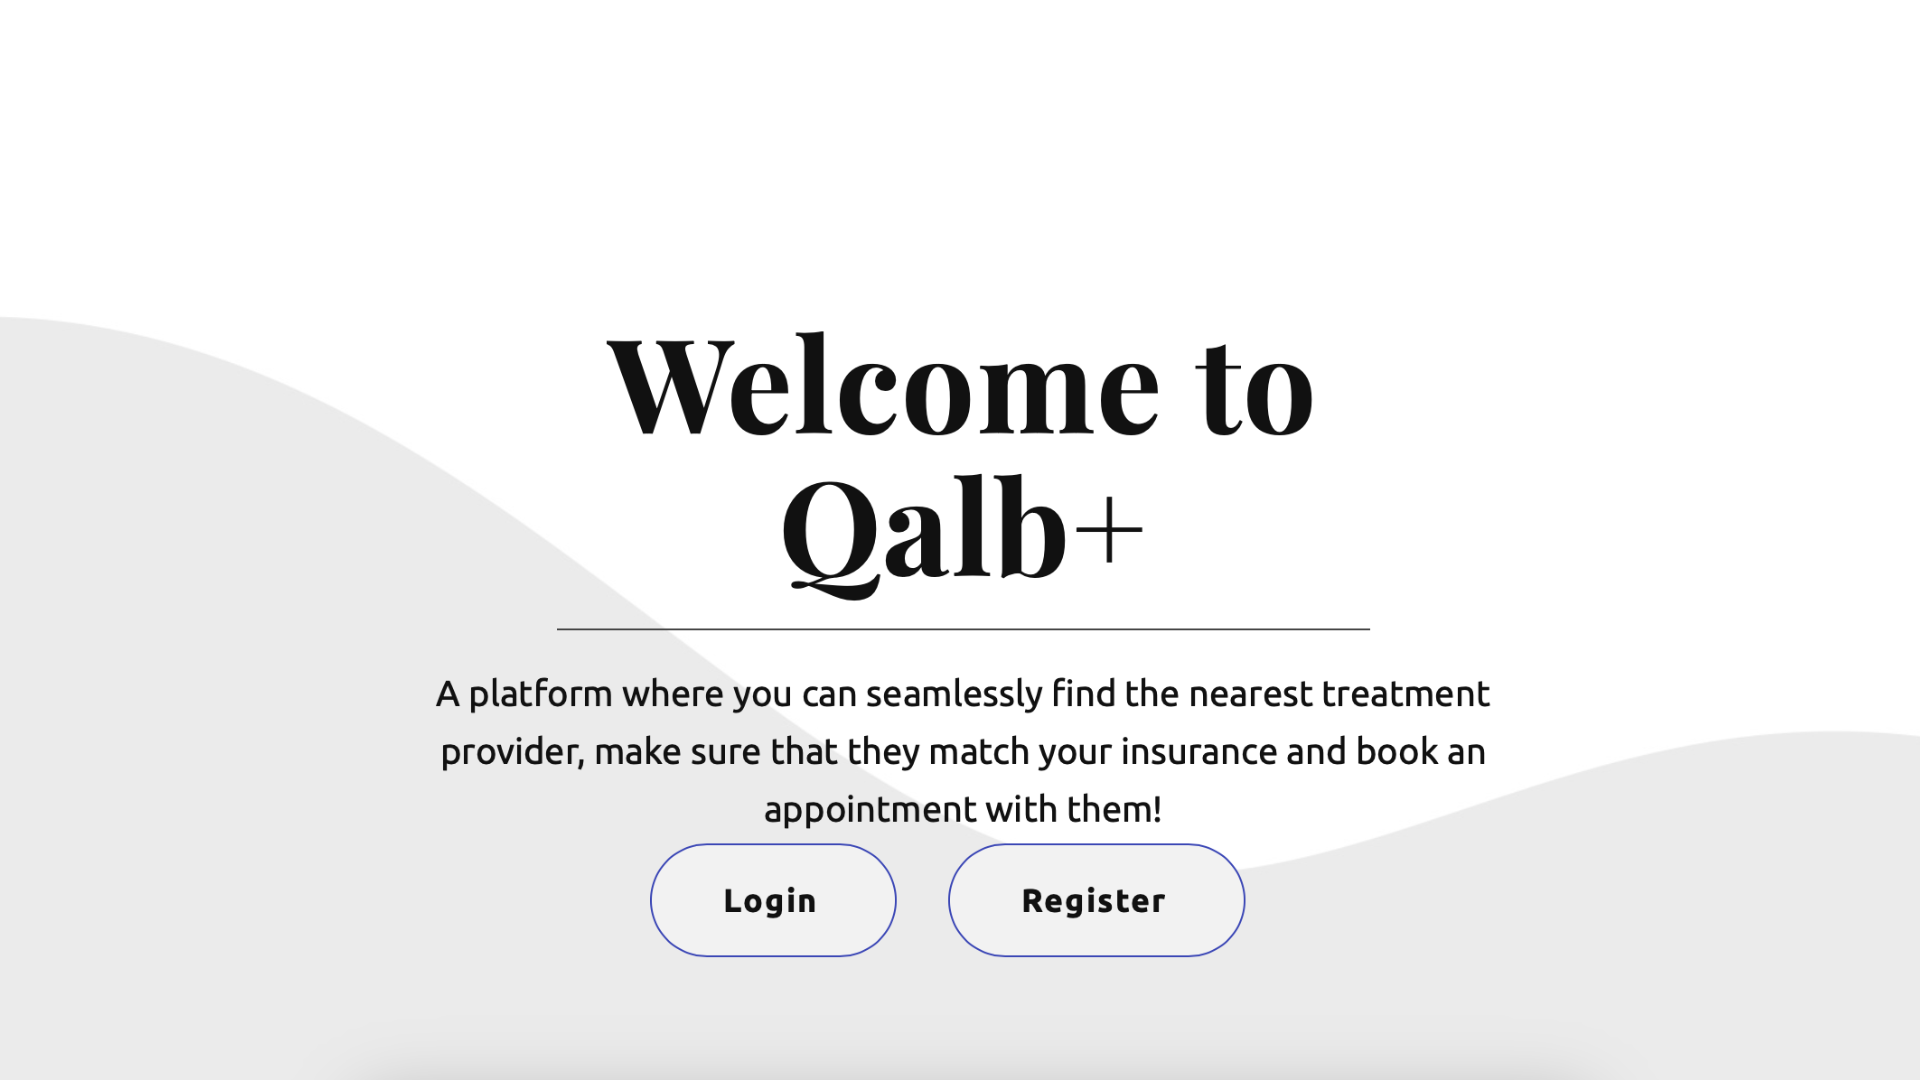 Welcome to
Qalb+
A platform where you can seamlessly find the nearest treatment
provider, make sure that they match your insurance and book an
appointment with them!
Login
Register